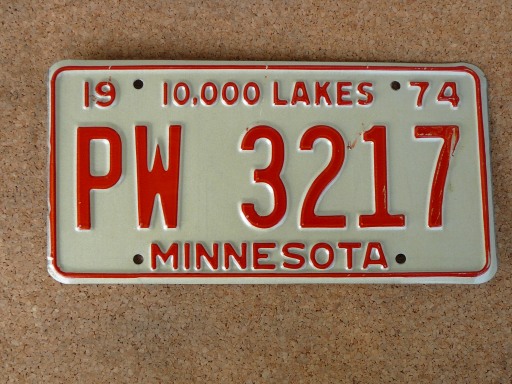 19 10,000 LAKES 74
PW 3217
MINNESOTA